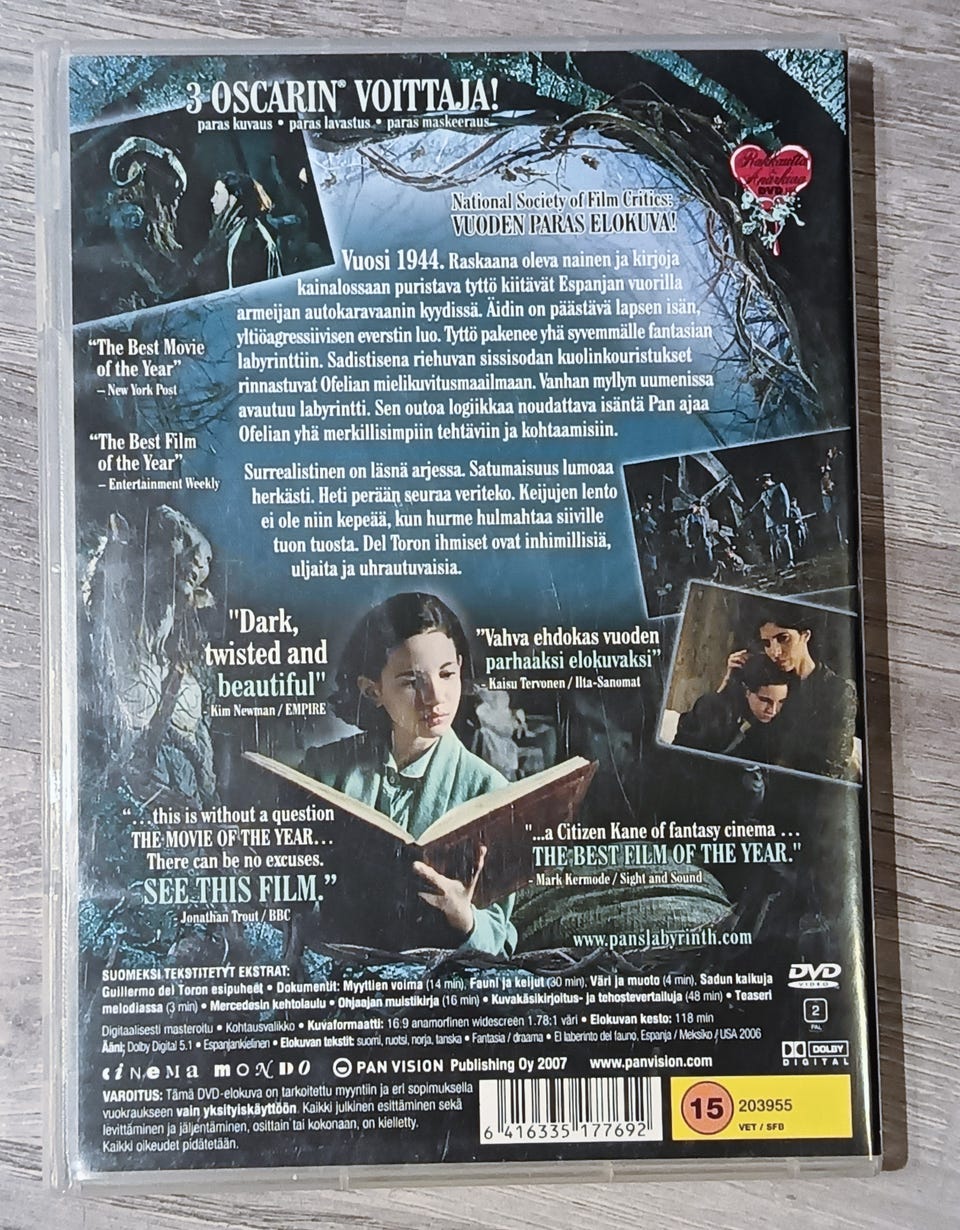 3 OSCARIN® VOITTAJA!
paras kuvaus • paras lavastus • paras maskeeraus
Rakkautta
& Anarkiaa
DVD
National Society of Film Critics:
VUODEN PARAS ELOKUVA!
Vuosi 1944. Raskaana oleva nainen ja kirjoja
kainalossaan puristava tyttö kiitävät Espanjan vuorilla
armeijan autokaravaanin kyydissä. Äidin on päästävä lapsen isän,
yltiöagressiivisen everstin luo. Tyttö pakenee yhä syvemmälle fantasian
labyrinttiin. Sadistisena riehuvan sissisodan kuolinkouristukset
rinnastuvat Ofelian mielikuvitusmaailmaan. Vanhan myllyn uumenissa
avautuu labyrintti. Sen outoa logiikkaa noudattava isäntä Pan ajaa
Ofelian yhä merkillisimpiin tehtäviin ja kohtaamisiin.
"The Best Movie
of the Year"
– New York Post
"The Best Film
of the Year"
– Entertainment Weekly
Surrealistinen on läsnä arjessa. Satumaisuus lumoaa
herkästi. Heti perään seuraa veriteko. Keijujen lento
ei ole niin kepeää, kun hurme hulmahtaa siiville
tuon tuosta. Del Toron ihmiset ovat inhimillisiä,
uljaita ja uhrautuvaisia.
"Dark,
twisted and
beautiful"
- Kim Newman / EMPIRE
"Vahva ehdokas vuoden
parhaaksi elokuvaksi"
- Kaisu Tervonen / Ilta-Sanomat
"…this is without a question
THE MOVIE OF THE YEAR…
There can be no excuses.
SEE THIS FILM."
- Jonathan Trout / BBC
"...a Citizen Kane of fantasy cinema …
THE BEST FILM OF THE YEAR."
- Mark Kermode / Sight and Sound
www.panslabyrinth.com
SUOMEKSI TEKSTITETYT EKSTRAT:
Guillermo del Toron esipuheet • Dokumentit: Myyttien voima (14 min), Fauni ja keijut (30 min), Väri ja muoto (4 min), Sadun kaikuja
melodiassa (3 min) • Mercedesin kehtolaulu • Ohjaajan muistikirja (16 min) • Kuvakäsikirjoitus- ja tehostevertailuja (48 min) • Teaseri
Digitaalisesti masteroitu • Kohtausvalikko • Kuvaformaatti: 16:9 anamorfinen widescreen 1.78:1 väri • Elokuvan kesto: 118 min
Ääni: Dolby Digital 5.1 • Espanjankielinen • Elokuvan tekstit: suomi, ruotsi, norja, tanska • Fantasia / draama • El laberinto del fauno, Espanja / Meksiko / USA 2006
DVD
VIDEO
2
PAL
DOLBY
DIGITAL
CINEMA MONDO PAN VISION Publishing Oy 2007 www.panvision.com
VAROITUS: Tämä DVD-elokuva on tarkoitettu myyntiin ja eri sopimuksella
vuokraukseen vain yksityiskäyttöön. Kaikki julkinen esittäminen sekä
levittäminen ja jäljentäminen, osittain tai kokonaan, on kielletty.
Kaikki oikeudet pidätetään.
6 416335 177692
15 203955
VET / SFB